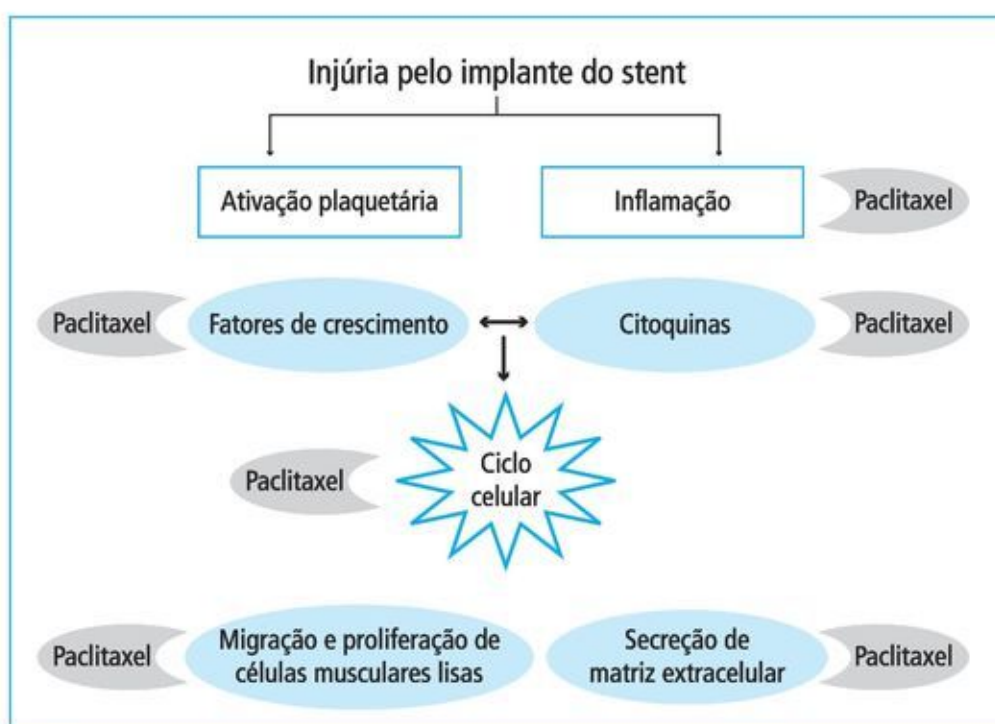 Injúria pelo implante do stent
Ativação plaquetária
Inflamação
Paclitaxel
Paclitaxel
Fatores de crescimento
Citoquinas
Paclitaxel
Paclitaxel
Ciclo
celular
Paclitaxel
Migração e proliferação de
células musculares lisas
Secreção de
matriz extracelular
Paclitaxel